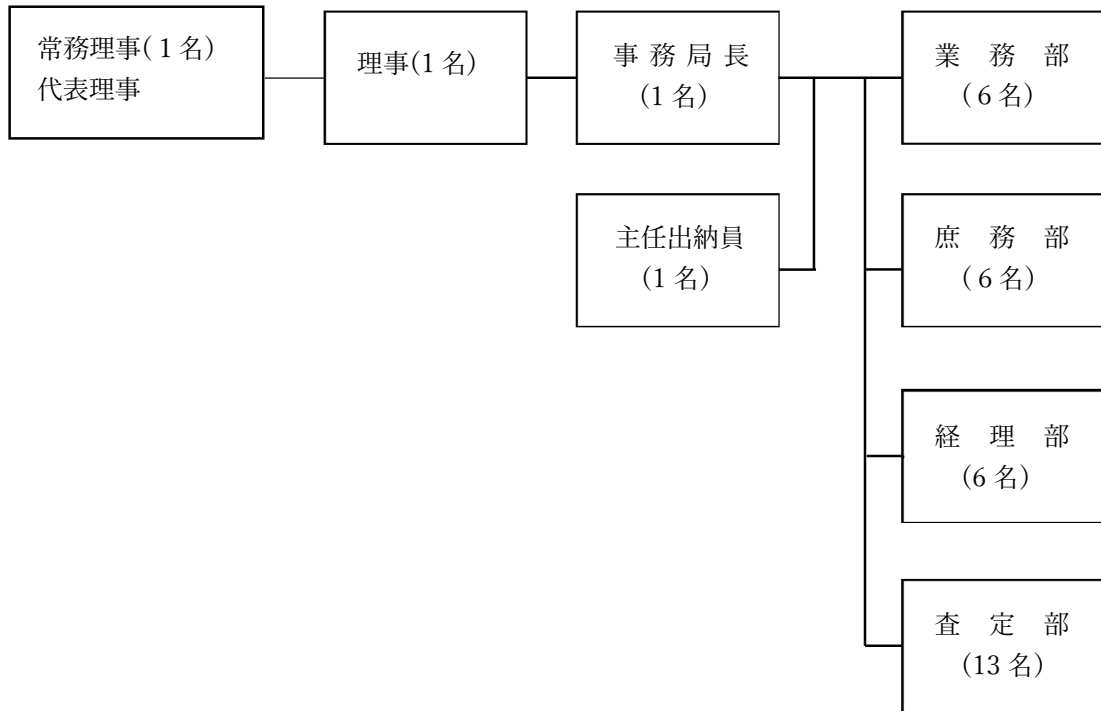 常務理事(１名)
代表理事
理事(1名)
事務局長
(1名)
業務部
(６名)
主任出納員
(1名)
庶務部
(６名)
経理部
(6名)
査定部
(13名)